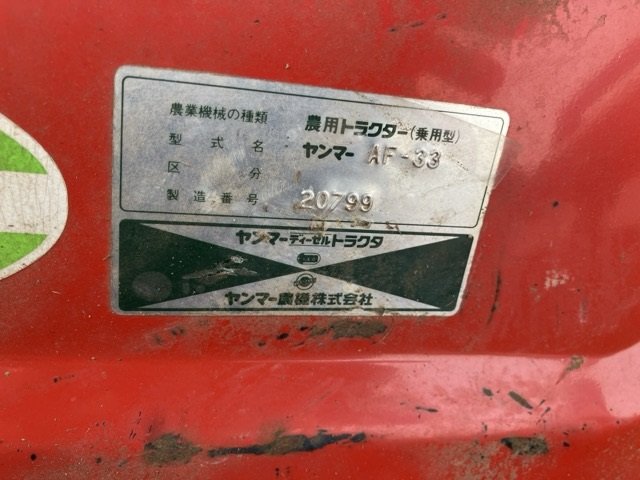 農業機械の種類 農用トラクター(乗用型)
型式名 ヤンマー AF-33
区分
製造番号 20799
ヤンマーディーゼルトラクタ
ヤンマー農機株式会社